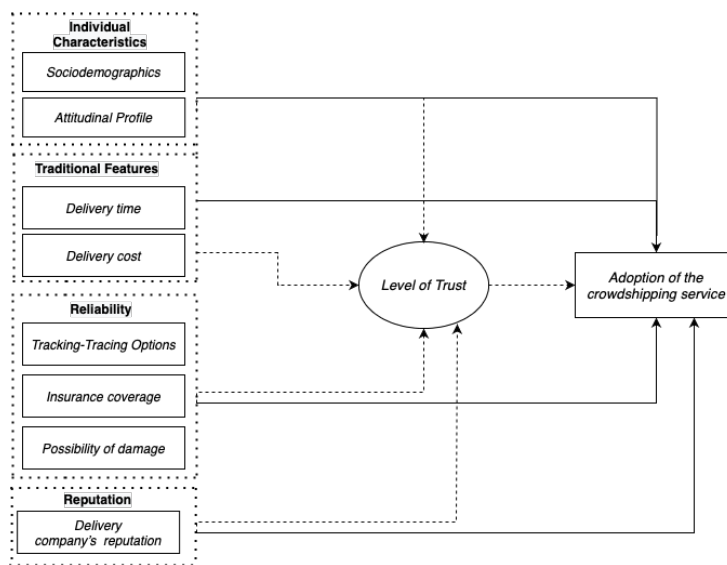 Individual
Characteristics
Sociodemographics
Attitudinal Profile
Traditional Features
Delivery time
Delivery cost
Reliability
Tracking-Tracing Options
Insurance coverage
Possibility of damage
Reputation
Delivery
company's reputation
Level of Trust
Adoption of the
crowdshipping service